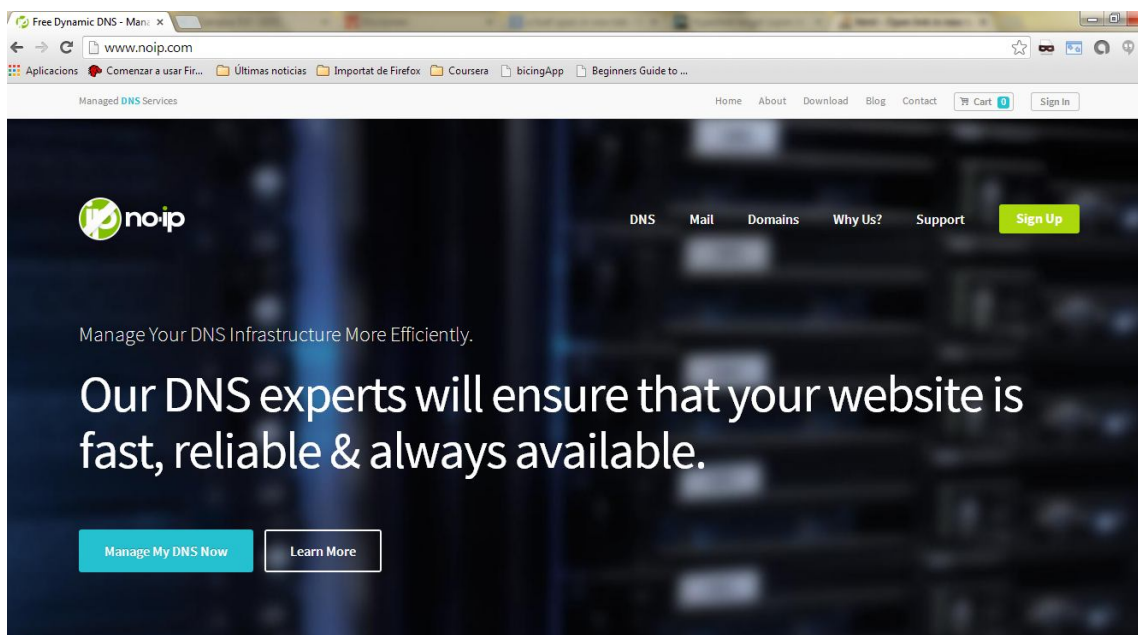 Free Dynamic DNS - Mana
www.noip.com
Aplicacions Comenzar a usar Fir... Últimas noticias Importat de Firefox Coursera bicingApp Beginners Guide to ...
Managed DNS Services
Home About Download Blog Contact Cart 0 Sign In
no·ip
DNS Mail Domains Why Us? Support Sign Up
Manage Your DNS Infrastructure More Efficiently.
Our DNS experts will ensure that your website is
fast, reliable & always available.
Manage My DNS Now Learn More